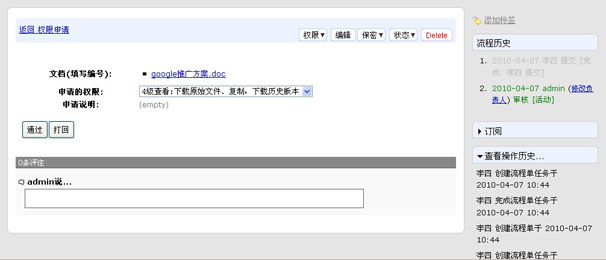 返回 权限申请
权限▼ 编辑 保密▼ 状态▼ Delete
文档(填写编号): ▪ google推广方案.doc
申请的权限: 4级查看:下载原始文件、复制, 下载历史版本
申请说明: (empty)
通过 打回
0条评注
admin说...
添加标签
流程历史
1. 2010-04-07 李四 提交 [完
成: 李四 提交]
2. 2010-04-07 admin (修改负
责人) 审核 [活动]
▶ 订阅
▼查看操作历史...
李四 创建流程单任务于
2010-04-07 10:44
李四 完成流程单任务于
2010-04-07 10:44
李四 创建流程单于 2010-04-07
10:44
李四 创建流程单任务于